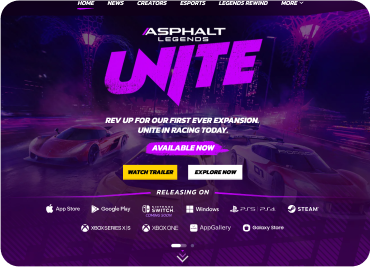 HOME NEWS CREATORS ESPORTS LEGENDS REWIND MORE
ASPHALT
LEGENDS
UNITE
REV UP FOR OUR FIRST EVER EXPANSION.
UNITE IN RACING TODAY.
AVAILABLE NOW
WATCH TRAILER EXPLORE NOW
RELEASING ON
App Store Google Play NINTENDO SWITCH COMING SOON Windows PS5 PS4 STEAM
XBOX SERIES X|S XBOX ONE AppGallery Galaxy Store